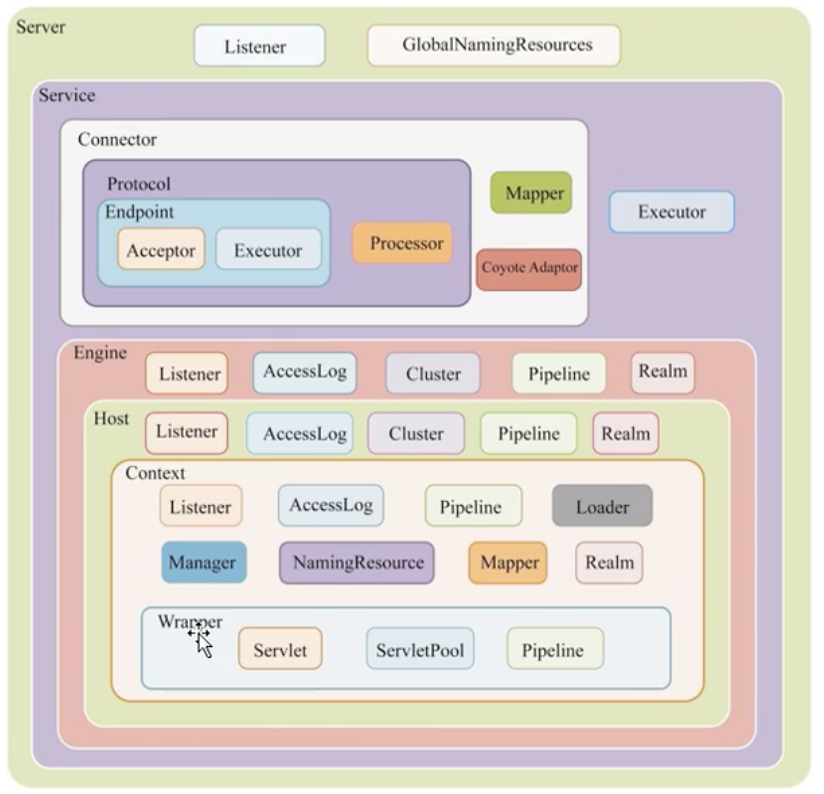 Server
Listener
GlobalNamingResources
Service
Connector
Protocol
Endpoint
Acceptor
Executor
Processor
Mapper
Coyote Adaptor
Executor
Engine
Listener
AccessLog
Cluster
Pipeline
Realm
Host
Listener
AccessLog
Cluster
Pipeline
Realm
Context
Listener
AccessLog
Pipeline
Loader
Manager
NamingResource
Mapper
Realm
Wrapper
Servlet
ServletPool
Pipeline